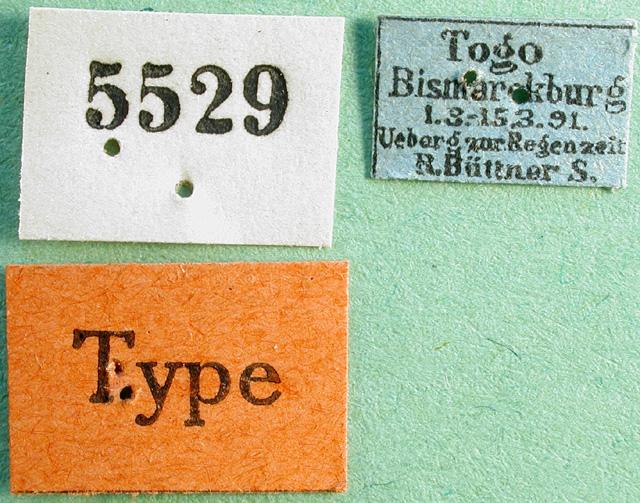 5529
Togo
Bismarckburg
1.3-15.3.91.
Ueberg zur Regenzeit
R. Büttner S.
Type